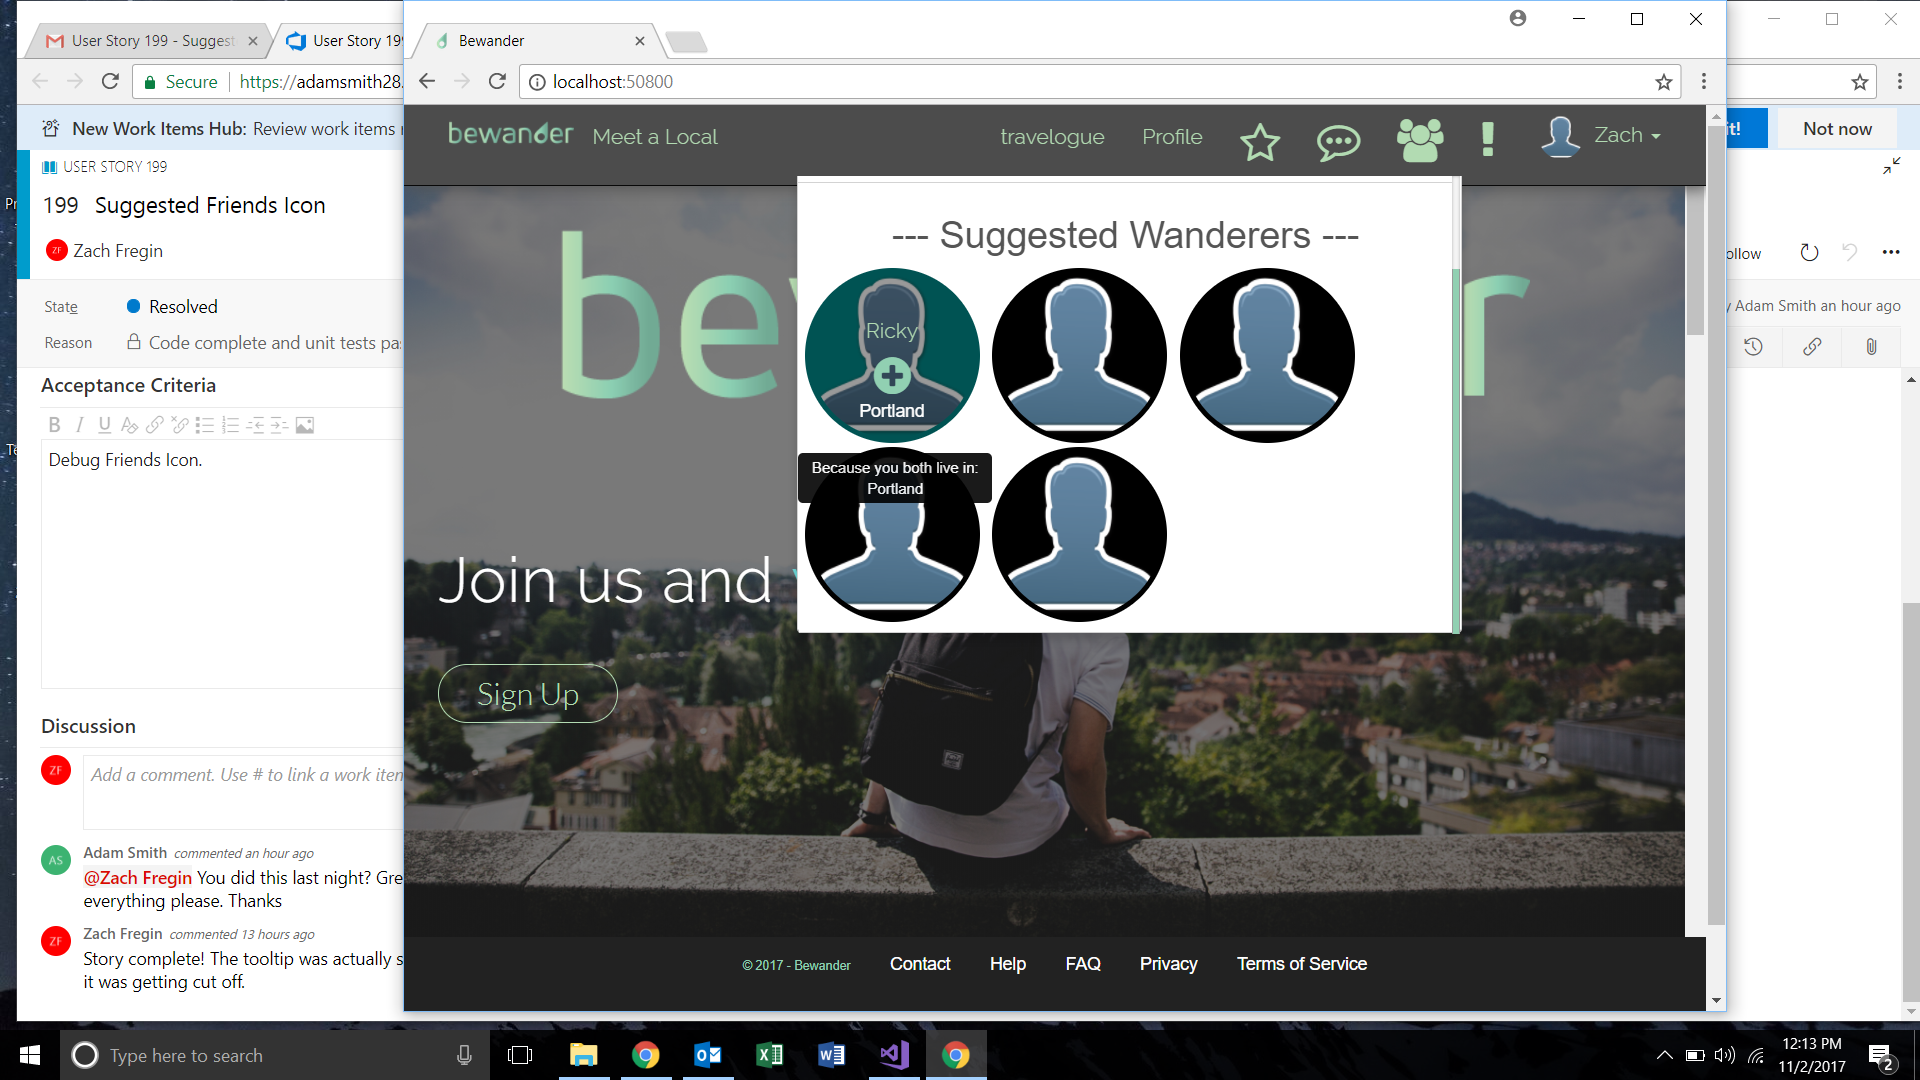 User Story 199 - Suggest
User Story 19
Bewander
Secure
https://adamsmith28.
localhost:50800
New Work Items Hub: Review work items
it!
Not now
USER STORY 199
199 Suggested Friends Icon
ZF Zach Fregin
ollow
State
Resolved
Reason
Code complete and unit tests pa
Adam Smith an hour ago
Acceptance Criteria
B I U
Debug Friends Icon.
Discussion
ZF
Add a comment. Use # to link a work iten
AS
Adam Smith commented an hour ago
@Zach Fregin You did this last night? Gre
everything please. Thanks
ZF
Zach Fregin commented 13 hours ago
Story complete! The tooltip was actually s
it was getting cut off.
bewander
Meet a Local
travelogue
Profile
Zach
--- Suggested Wanderers ---
Ricky
Portland
Because you both live in:
Portland
be
r
Join us and
Sign Up
© 2017 - Bewander
Contact
Help
FAQ
Privacy
Terms of Service
Type here to search
12:13 PM
11/2/2017
2